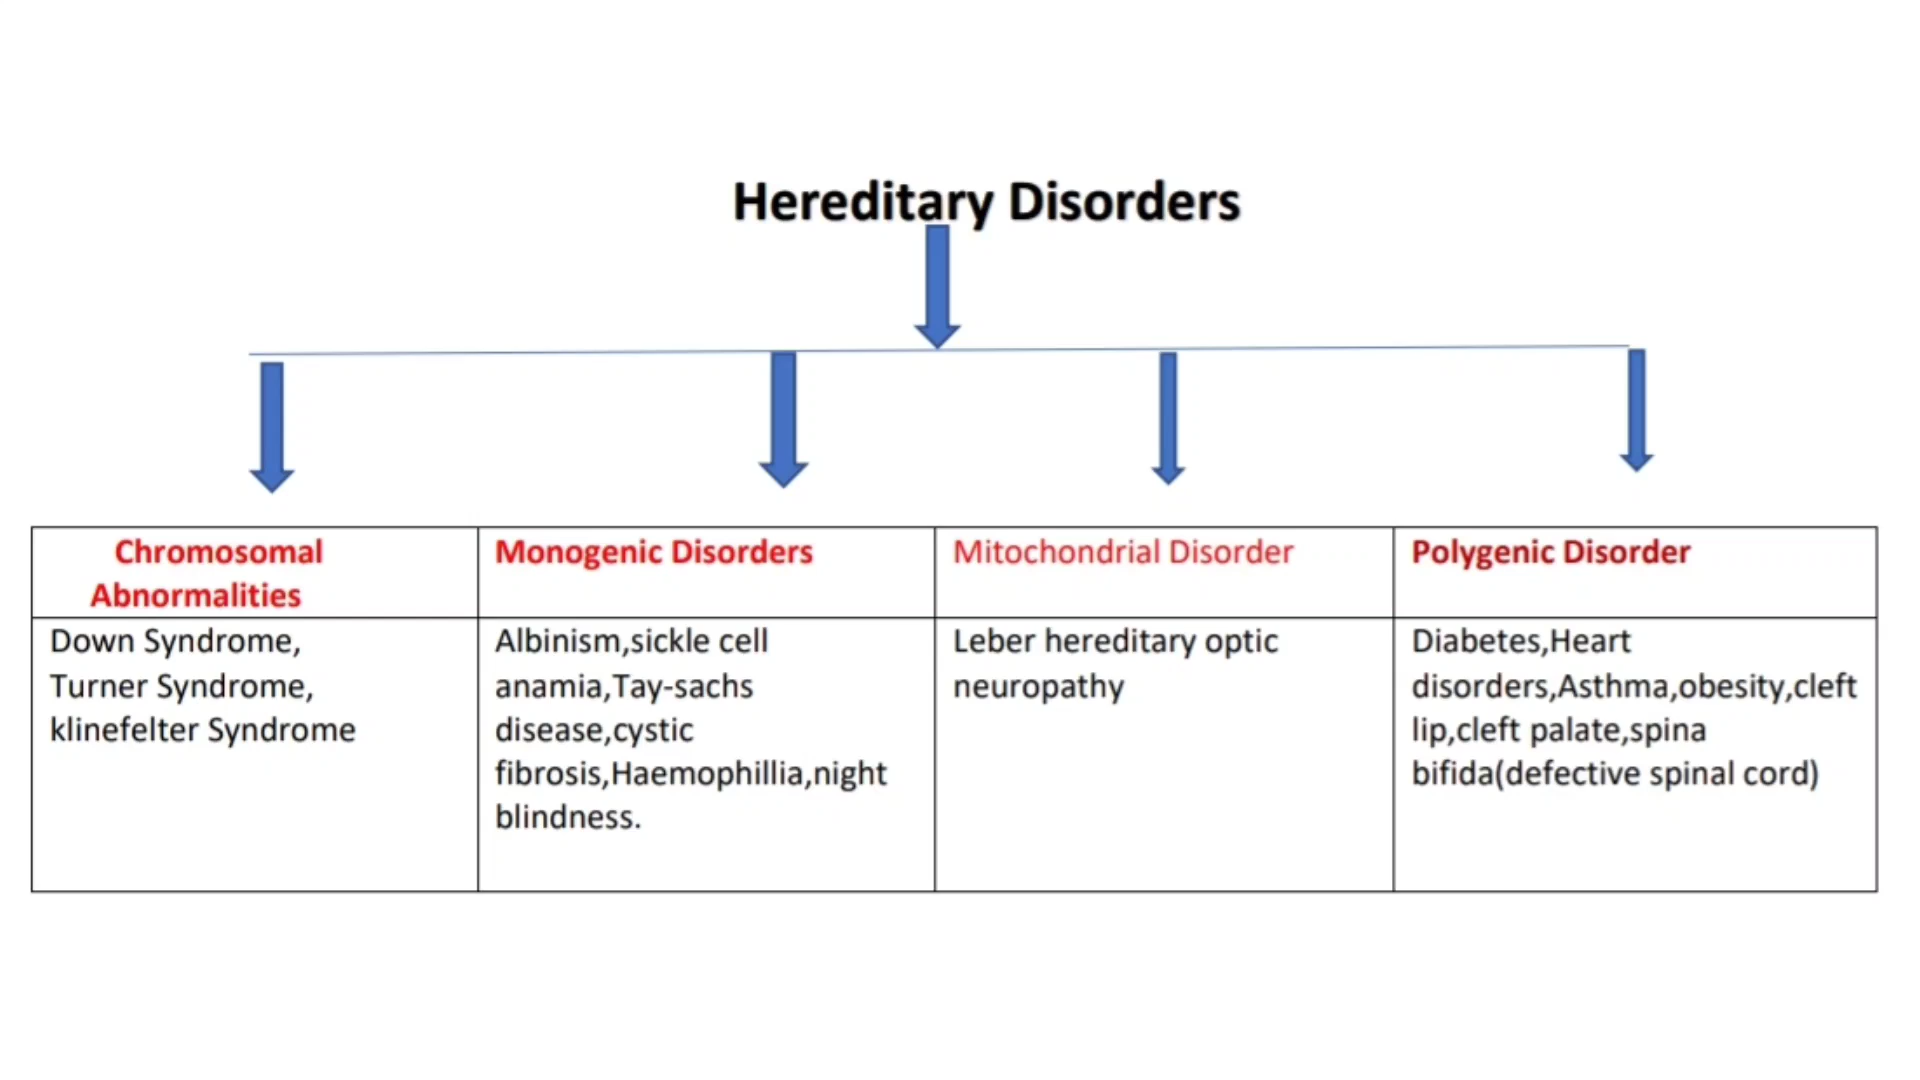 Hereditary Disorders
Chromosomal
Abnormalities
Monogenic Disorders
Mitochondrial Disorder
Polygenic Disorder
Down Syndrome,
Turner Syndrome,
klinefelter Syndrome
Albinism,sickle cell
anamia,Tay-sachs
disease,cystic
fibrosis,Haemophillia,night
blindness.
Leber hereditary optic
neuropathy
Diabetes,Heart
disorders,Asthma,obesity,cleft
lip,cleft palate,spina
bifida(defective spinal cord)